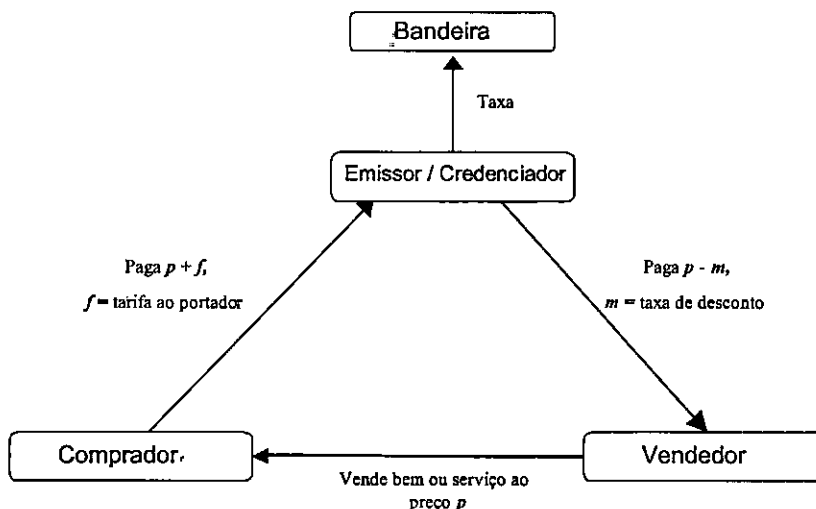 Bandeira
Taxa
Emissor / Credenciador
Paga p + f,
f = tarifa ao portador
Paga p - m,
m = taxa de desconto
Comprador
Vendedor
Vende bem ou serviço ao
preço p